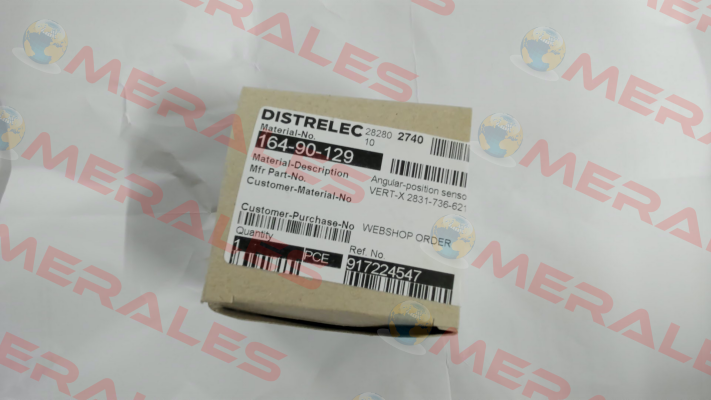 DISTRELEC 28280 2740
Material-No. 10
164-90-129
Material-Description Angular-position senso
Mfr Part-No. VERT-X 2831-736-621
Customer-Material-No
Customer-Purchase-No WEBSHOP ORDER
Quantity Ref. No
1 PCE 917224547
MERALES
MERALES
MERALES
MERALES
MERALES